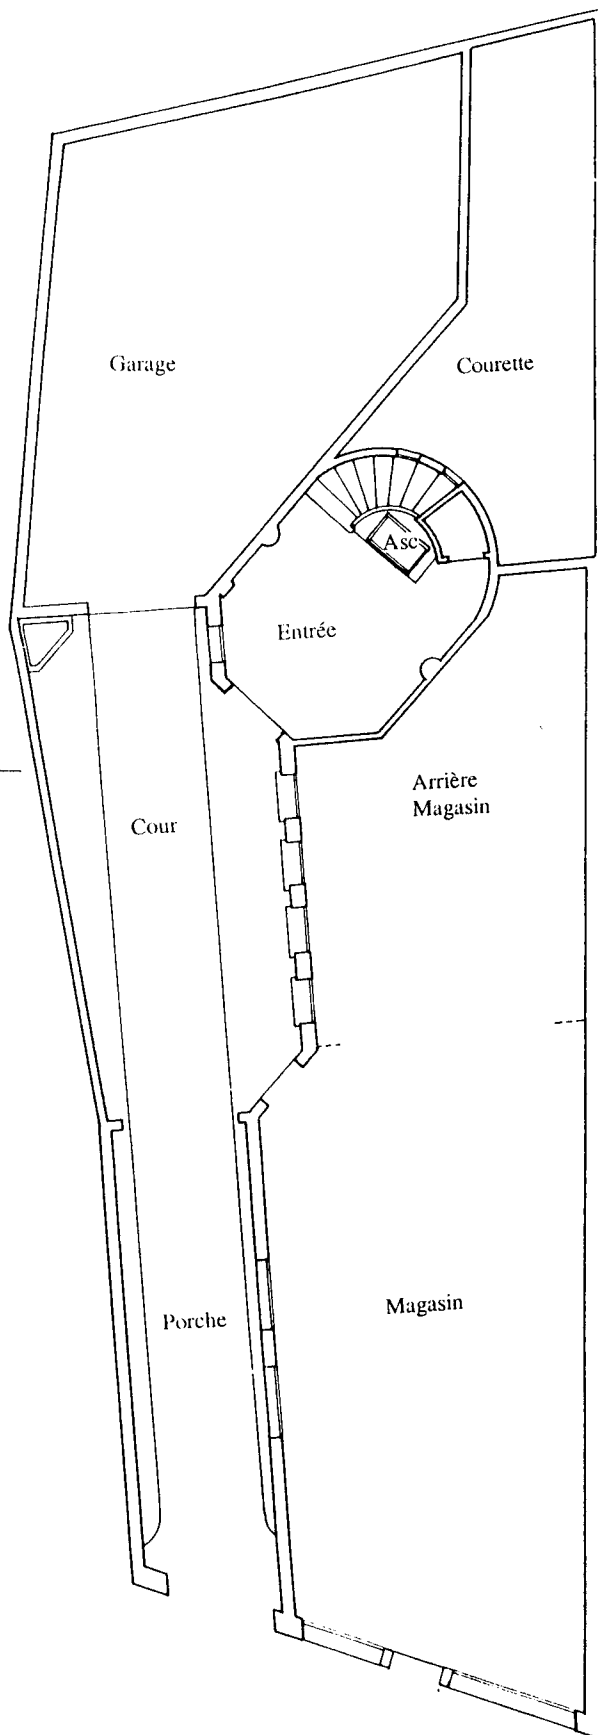 Garage
Courette
Asc
Entrée
Arrière
Magasin
Cour
Magasin
Porche